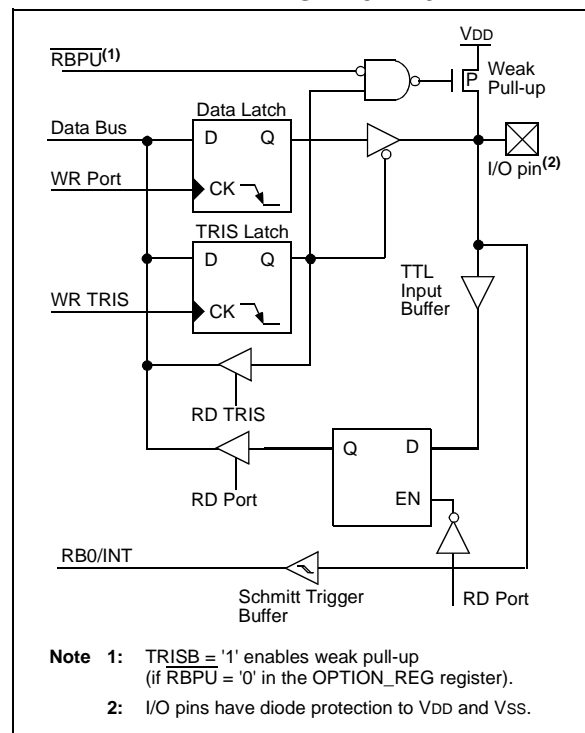 VDD
RBPU(1)
Weak
P
Pull-up
Data Latch
Data Bus
D Q
I/O pin(2)
WR Port
CK
TRIS Latch
D Q
TTL
Input
Buffer
WR TRIS
CK
RD TRIS
Q D
RD Port
EN
RB0/INT
Schmitt Trigger
Buffer
RD Port
Note 1: TRISB = '1' enables weak pull-up
(if RBPU = '0' in the OPTION_REG register).
2: I/O pins have diode protection to VDD and VSS.